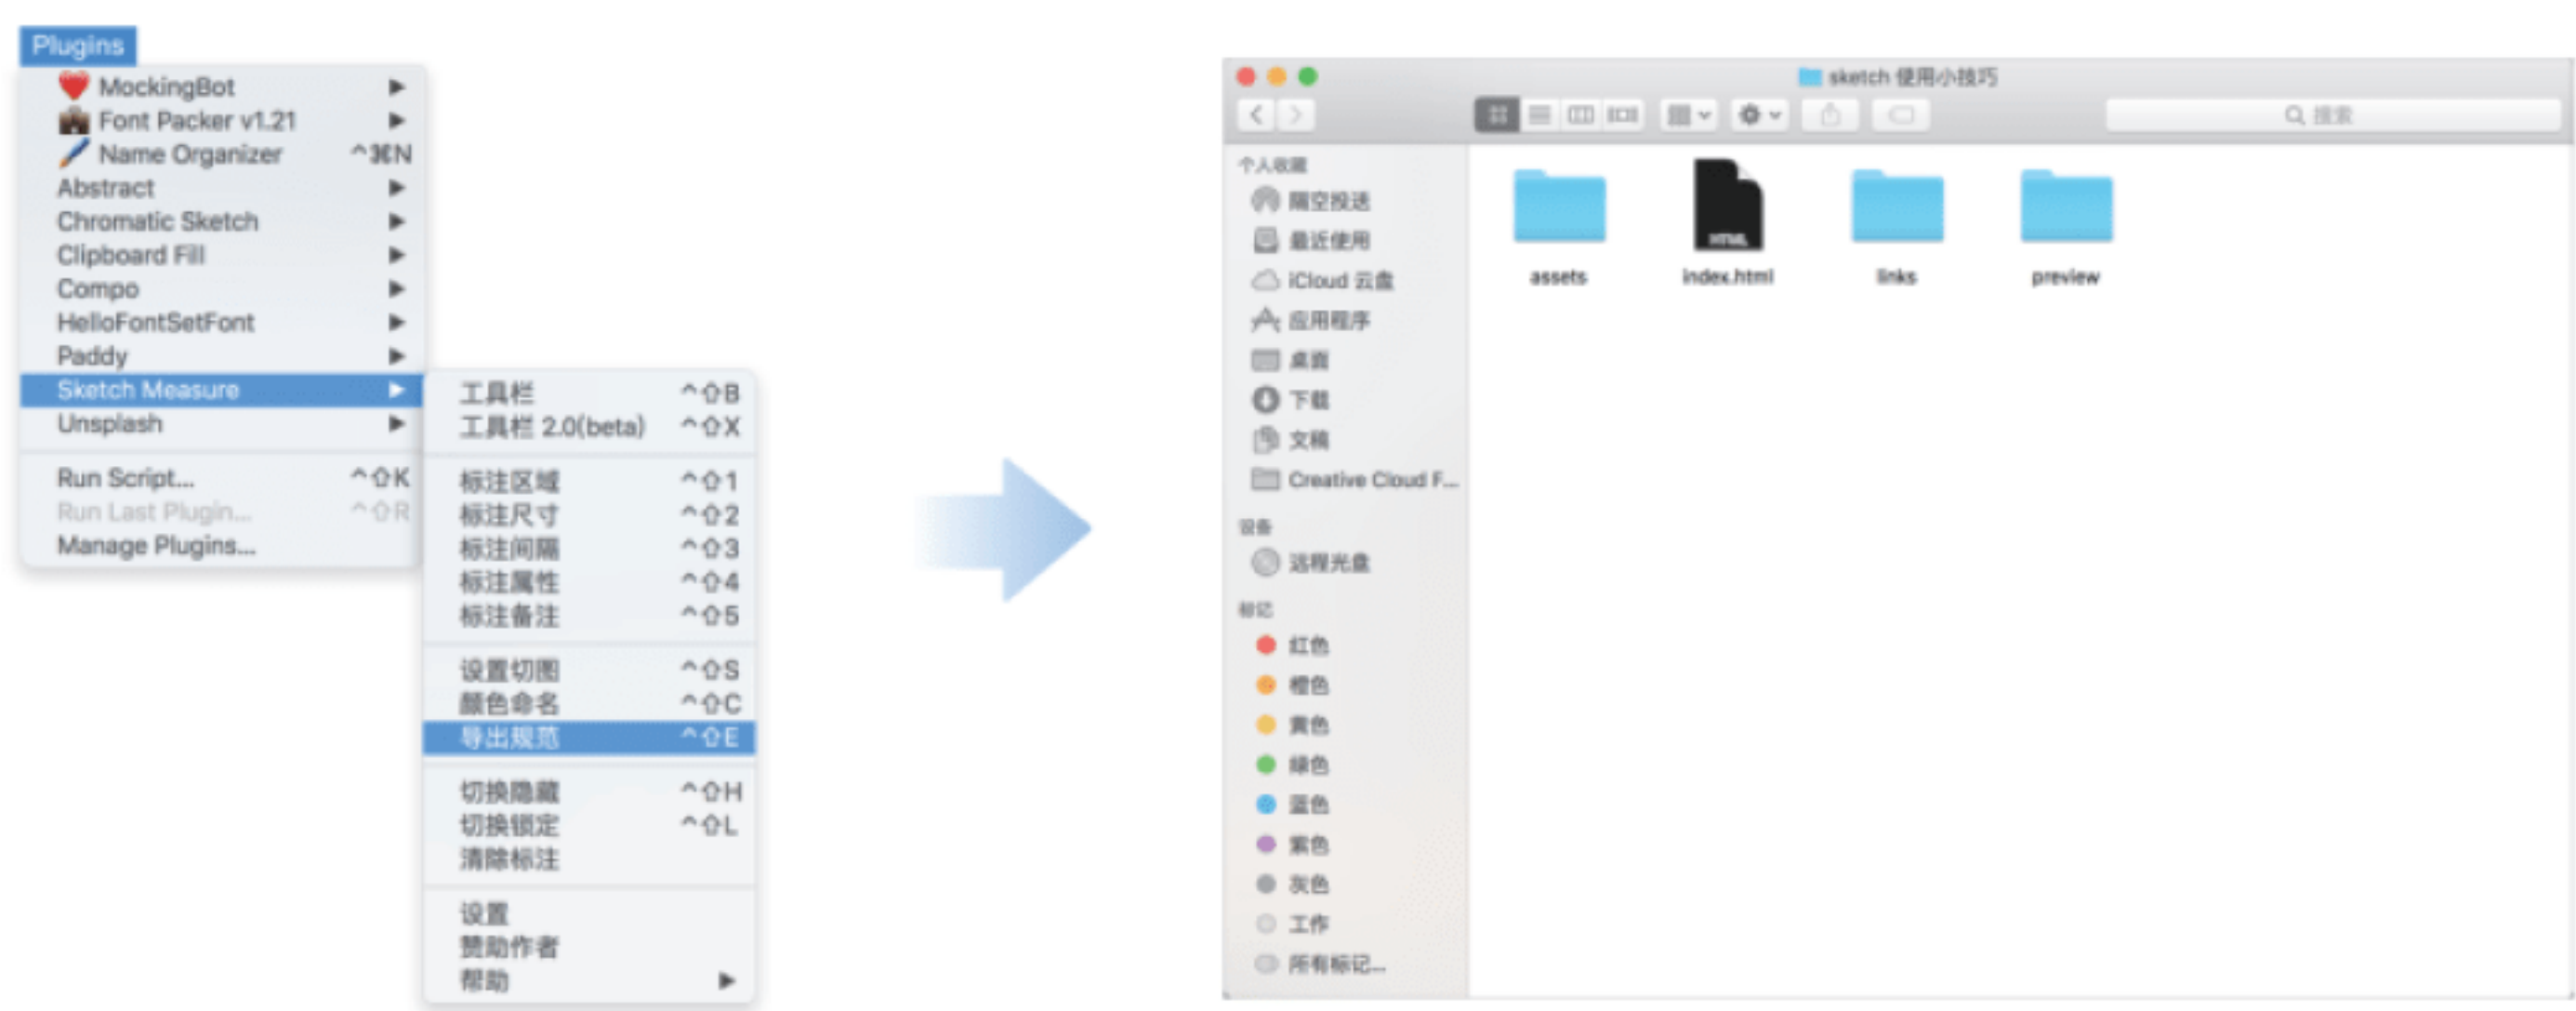 Plugins
MockingBot
Font Packer v1.21
Name Organizer ^⌘N
Abstract
Chromatic Sketch
Clipboard Fill
Compo
HelloFontSetFont
Paddy
Sketch Measure
Unsplash
Run Script... ^⇧K
Run Last Plugin... ^⇧R
Manage Plugins...
工具栏 ^⇧B
工具栏 2.0(beta) ^⇧X
标注区域 ^⇧1
标注尺寸 ^⇧2
标注间隔 ^⇧3
标注属性 ^⇧4
标注备注 ^⇧5
设置切图 ^⇧S
颜色命名 ^⇧C
导出规范 ^⇧E
切换隐藏 ^⇧H
切换锁定 ^⇧L
清除标注
设置
赞助作者
帮助
sketch 使用小技巧
搜索
个人收藏
隔空投送
最近使用
iCloud 云盘
应用程序
桌面
下载
文稿
Creative Cloud F...
设备
远程光盘
标记
红色
橙色
黄色
绿色
蓝色
紫色
灰色
工作
所有标记...
HTML
assets
index.html
links
preview